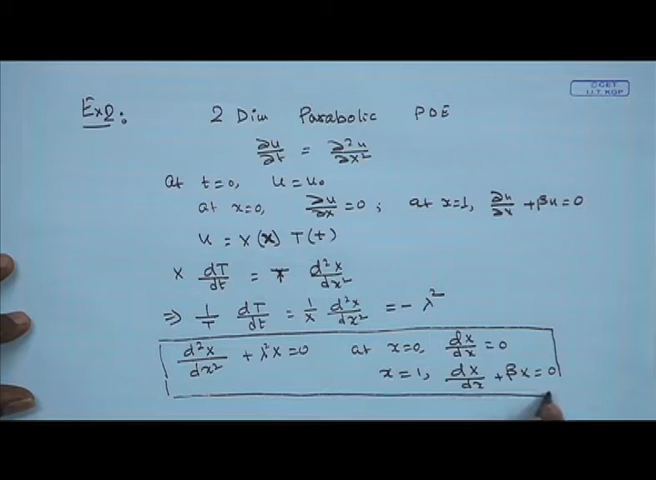 CCET
I.I.T. KGP
Ex2: 2 Dim Parabolic PDE
∂u/∂t = ∂²u/∂x²
at t=0, u=u₀
at x=0, ∂u/∂x =0 ; at x=1, ∂u/∂x +βu=0
u = X(x) T(t)
X dT/dt = T d²X/dx²
⇒ 1/T dT/dt = 1/X d²X/dx² = - λ²
d²X/dx² + λ²X=0 at x=0, dX/dx =0
x=1, dX/dx +βX=0